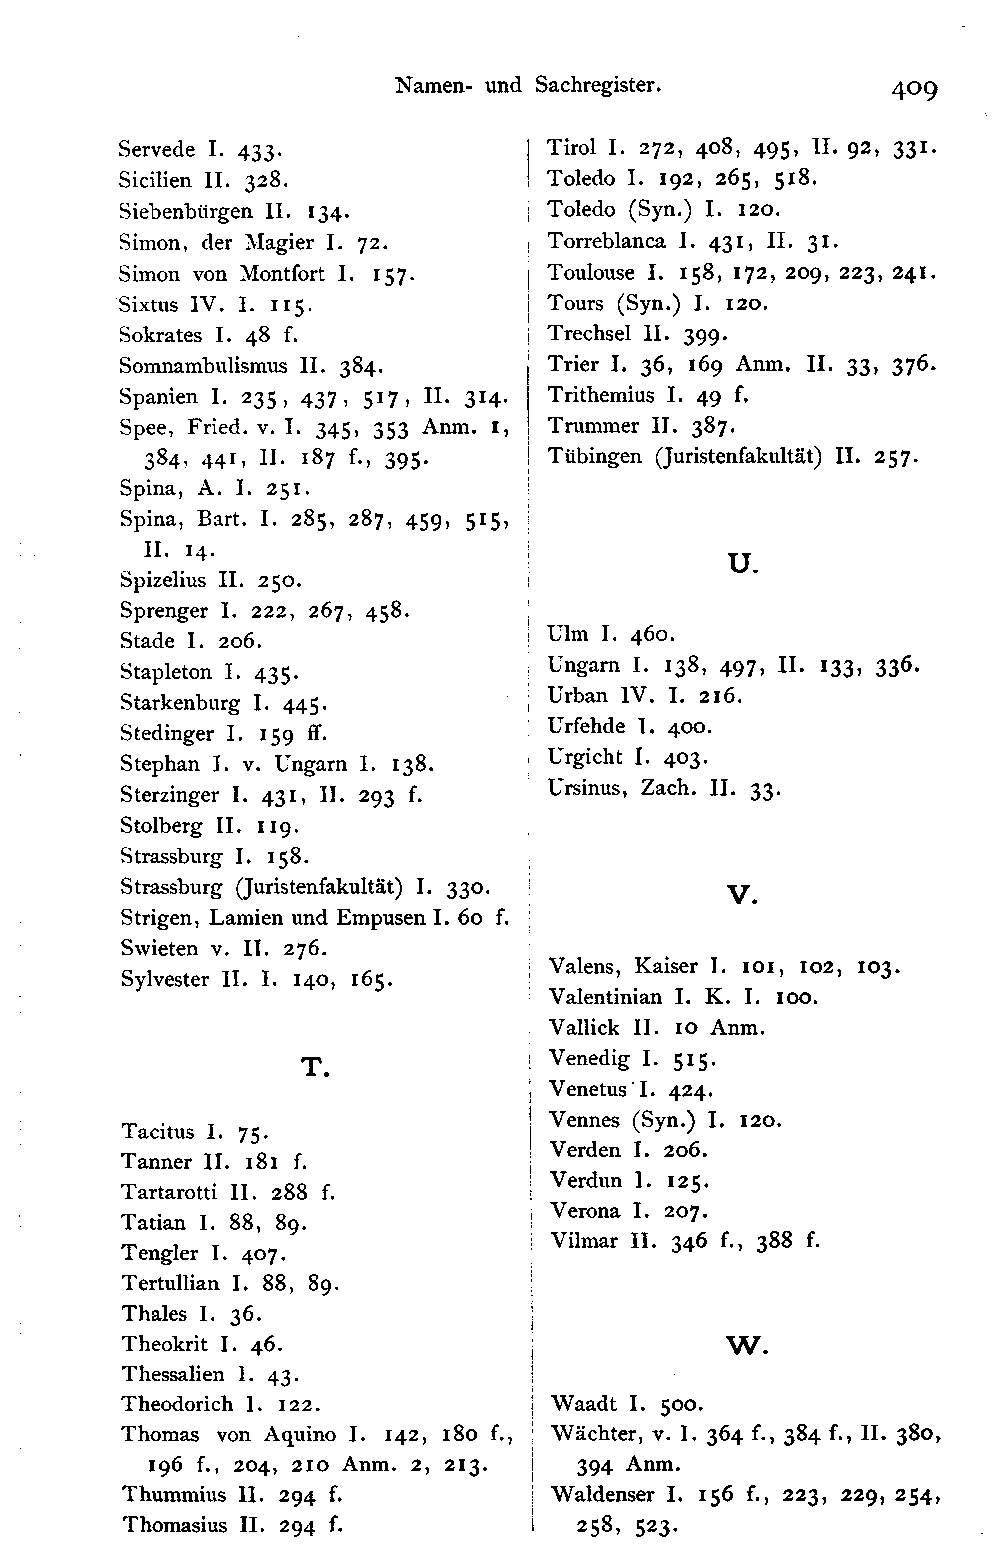 Namen- und Sachregister. 409
Servede I. 433.
Sicilien II. 328.
Siebenbürgen II. 134.
Simon, der Magier I. 72.
Simon von Montfort I. 157.
Sixtus IV. I. 115.
Sokrates I. 48 f.
Somnambulismus II. 384.
Spanien I. 235, 437, 517, II. 314.
Spee, Fried. v. I. 345, 353 Anm. 1,
384, 441, II. 187 f., 395.
Spina, A. I. 251.
Spina, Bart. I. 285, 287, 459, 515,
II. 14.
Spizelius II. 250.
Sprenger I. 222, 267, 458.
Stade I. 206.
Stapleton I. 435.
Starkenburg I. 445.
Stedinger I. 159 ff.
Stephan I. v. Ungarn I. 138.
Sterzinger I. 431, II. 293 f.
Stolberg II. 119.
Strassburg I. 158.
Strassburg (Juristenfakultät) I. 330.
Strigen, Lamien und Empusen I. 60 f.
Swieten v. II. 276.
Sylvester II. I. 140, 165.
T.
Tacitus I. 75.
Tanner II. 181 f.
Tartarotti II. 288 f.
Tatian I. 88, 89.
Tengler I. 407.
Tertullian I. 88, 89.
Thales I. 36.
Theokrit I. 46.
Thessalien I. 43.
Theodorich I. 122.
Thomas von Aquino I. 142, 180 f.,
196 f., 204, 210 Anm. 2, 213.
Thummius II. 294 f.
Thomasius II. 294 f.
Tirol I. 272, 408, 495, II. 92, 331.
Toledo I. 192, 265, 518.
Toledo (Syn.) I. 120.
Torreblanca I. 431, II. 31.
Toulouse I. 158, 172, 209, 223, 241.
Tours (Syn.) I. 120.
Trechsel II. 399.
Trier I. 36, 169 Anm. II. 33, 376.
Trithemius I. 49 f.
Trummer II. 387.
Tübingen (Juristenfakultät) II. 257.
U.
Ulm I. 460.
Ungarn I. 138, 497, II. 133, 336.
Urban IV. I. 216.
Urfehde I. 400.
Urgicht I. 403.
Ursinus, Zach. II. 33.
V.
Valens, Kaiser I. 101, 102, 103.
Valentinian I. K. I. 100.
Vallick II. 10 Anm.
Venedig I. 515.
Venetus I. 424.
Vennes (Syn.) I. 120.
Verden I. 206.
Verdun I. 125.
Verona I. 207.
Vilmar II. 346 f., 388 f.
W.
Waadt I. 500.
Wächter, v. I. 364 f., 384 f., II. 380,
394 Anm.
Waldenser I. 156 f., 223, 229, 254,
258, 523.